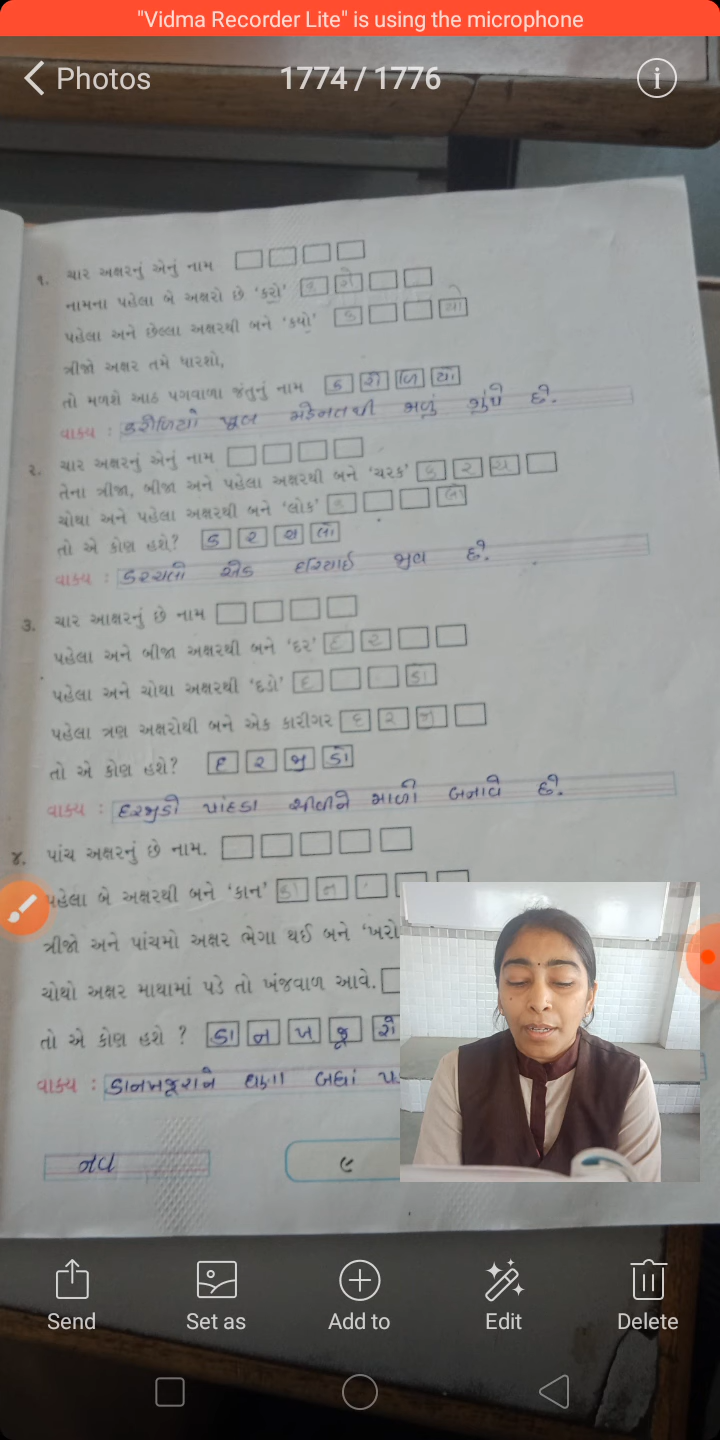 "Vidma Recorder Lite" is using the microphone
Photos 1774 / 1776
૧. ચાર અક્ષરનું એનું નામ
નામના પહેલા બે અક્ષરો છે ‘કરો’ ક રો
પહેલા અને છેલ્લા અક્ષરથી બને ‘કયો’ ક યો
ત્રીજો અક્ષર તમે ધારશો,
તો મળશે આઠ પગવાળા જંતુનું નામ ક રો ળિ યો
વાક્ય : કરોળિયો ખૂબ મહેનતથી જાળું ગૂંથે છે.
૨. ચાર અક્ષરનું એનું નામ
તેના ત્રીજા, બીજા અને પહેલા અક્ષરથી બને ‘ચરક’ ક ર ચ
ચોથા અને પહેલા અક્ષરથી બને ‘લોક’ ક લો
તો એ કોણ હશે? ક ર ચ લો
વાક્ય : કરચલો એક દરિયાઈ જીવ છે.
૩. ચાર આક્ષરનું છે નામ
પહેલા અને બીજા અક્ષરથી બને ‘દર’ દ ર
પહેલા અને ચોથા અક્ષરથી ‘દડો’ દ ડો
પહેલા ત્રણ અક્ષરોથી બને એક કારીગર દ ર જી
તો એ કોણ હશે? દ ર જી ડો
વાક્ય : દરજીડો પાંદડા સીવીને માળો બનાવે છે.
૪. પાંચ અક્ષરનું છે નામ.
પહેલા બે અક્ષરથી બને ‘કાન’ કા ન
ત્રીજો અને પાંચમો અક્ષર ભેગા થઈ બને ‘ખરો
ચોથો અક્ષર માથામાં પડે તો ખંજવાળ આવે.
તો એ કોણ હશે ? કા ન ખ જૂ રો
વાક્ય : કાનખજૂરાને ઘણા બધાં પ
નવ ૯
Send Set as Add to Edit Delete